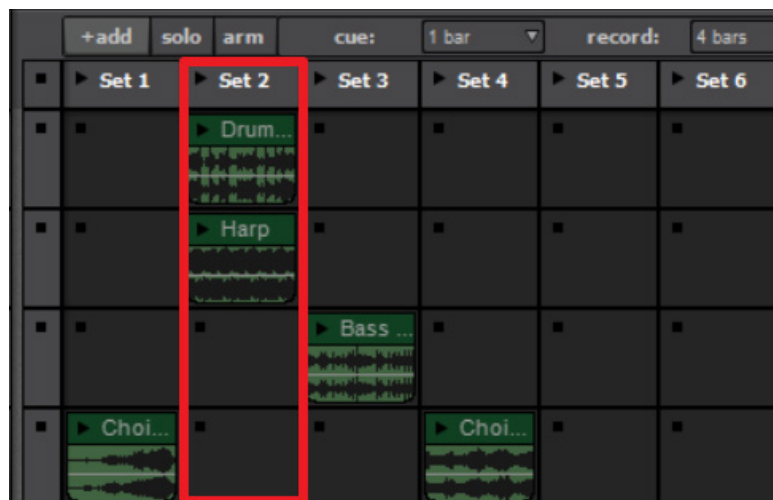 +add solo arm cue: 1 bar record: 4 bars
Set 1 Set 2 Set 3 Set 4 Set 5 Set 6
Drum...
Harp
Bass ...
Choi... Choi...